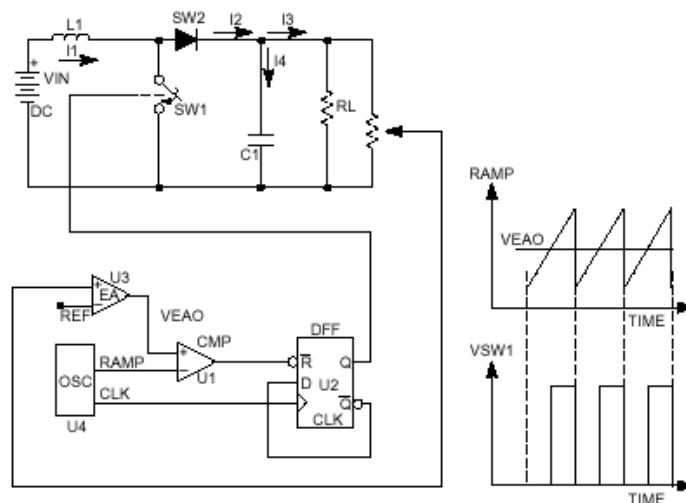 SW2
I2
I3
L1
I1
I4
+
VIN
DC
SW1
C1
RL
RAMP
VEAO
TIME
U3
+
EA
−
REF
VEAO
CMP
+
−
U1
DFF
R
Q
D
U2
Q
CLK
OSC
RAMP
CLK
U4
VSW1
TIME